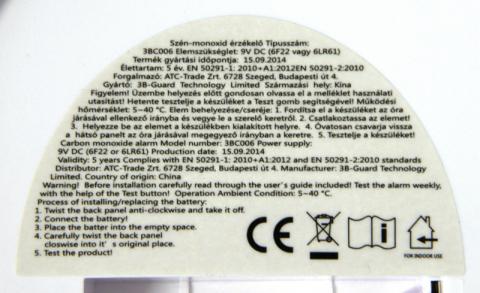 Szén-monoxid érzékelő Típusszám:
3BC006 Elemszükséglet: 9V DC (6F22 vagy 6LR61)
Termék gyártási időpontja: 15.09.2014
Élettartam: 5 év. EN 50291-1: 2010+A1:2012EN 50291-2:2010
Forgalmazó: ATC-Trade Zrt. 6728 Szeged, Budapesti út 4.
Gyártó: 3B-Guard Technology Limited Származási hely: Kína
Figyelem! Üzembe helyezés előtt gondosan olvassa el a melléklet használati
utasítást! Hetente tesztelje a készüléket a Teszt gomb segítségével! Működési
hőmérséklet: 5~40 ℃. Elem behelyezése/cseréje: 1. Fordítsa el a készüléket az óra
járásával ellenkező irányba és vegye le a szerelő keretről. 2. Csatlakoztassa az elemet!
3. Helyezze be az elemet a készülékben kialakított helyre. 4. Óvatosan csavarja vissza
a hátsó panelt az óra járásával megegyező irányban a keretre. 5. Tesztelje a készüléket!
Carbon monoxide alarm Model number: 3BC006 Power supply:
9V DC (6F22 or 6LR61) Production date: 15.09.2014
Validity: 5 years Complies with EN 50291-1: 2010+A1:2012 and EN 50291-2:2010 standards
Distributor: ATC-Trade Zrt. 6728 Szeged, Budapesti út 4. Manufacturer: 3B-Guard Technology
Limited. Country of origin: China
Warning! Before installation carefully read through the user's guide included! Test the alarm weekly,
with the help of the Test button! Operation Ambient Condition: 5~40 ℃.
Process of installing/replacing the battery:
1. Twist the back panel anti-clockwise and take it off.
2. Connect the battery!
3. Place the batter into the empty space.
4. Carefully twist the back panel
closwise into it's original place.
5. Test the product!
CE
i
FOR INDOOR USE